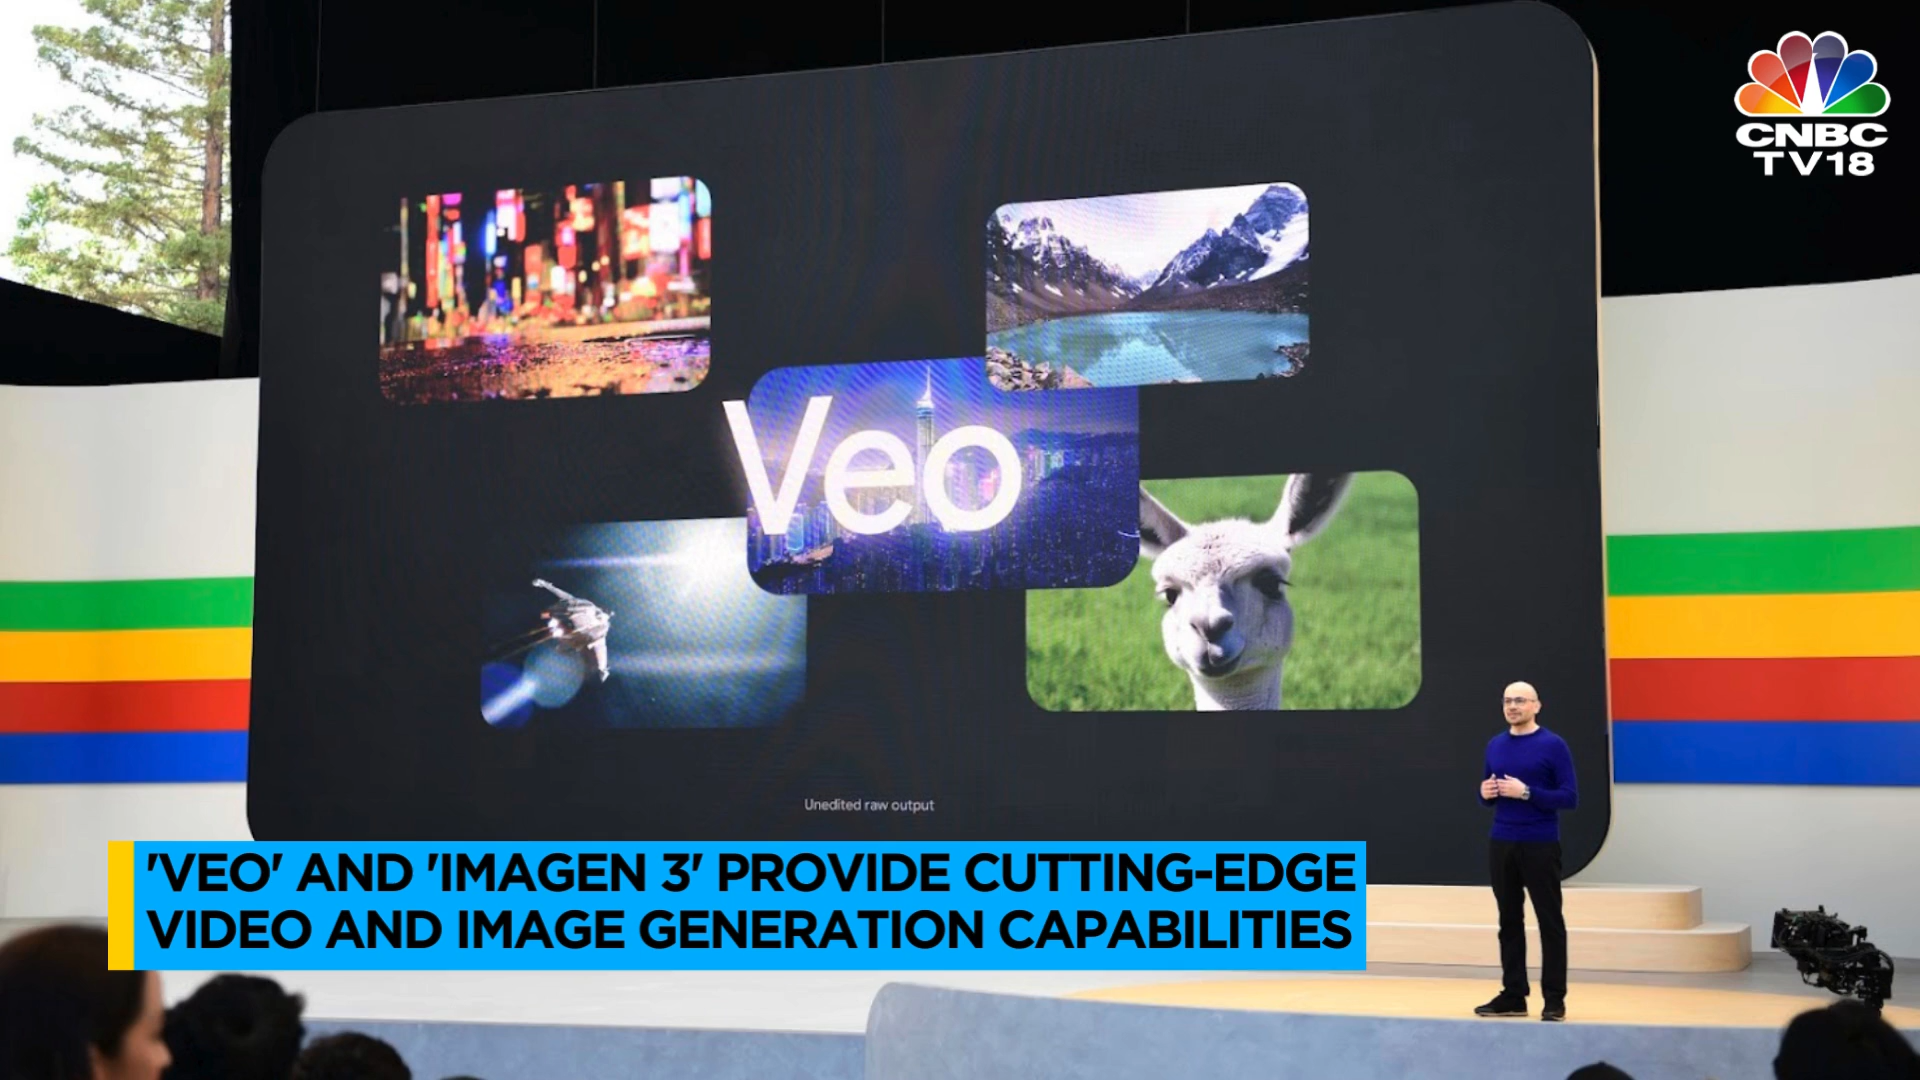 CNBC
TV18
Veo
Unedited raw output
'VEO' AND 'IMAGEN 3' PROVIDE CUTTING-EDGE
VIDEO AND IMAGE GENERATION CAPABILITIES